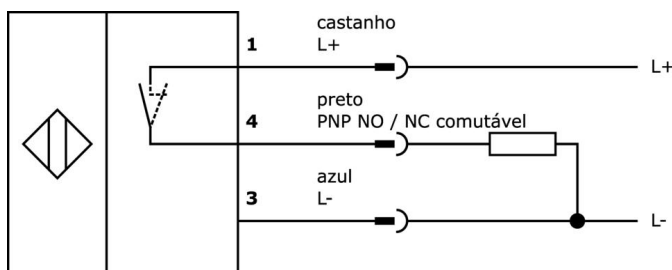 castanho
1 L+ L+
preto
4 PNP NO / NC comutável
azul
3 L- L-